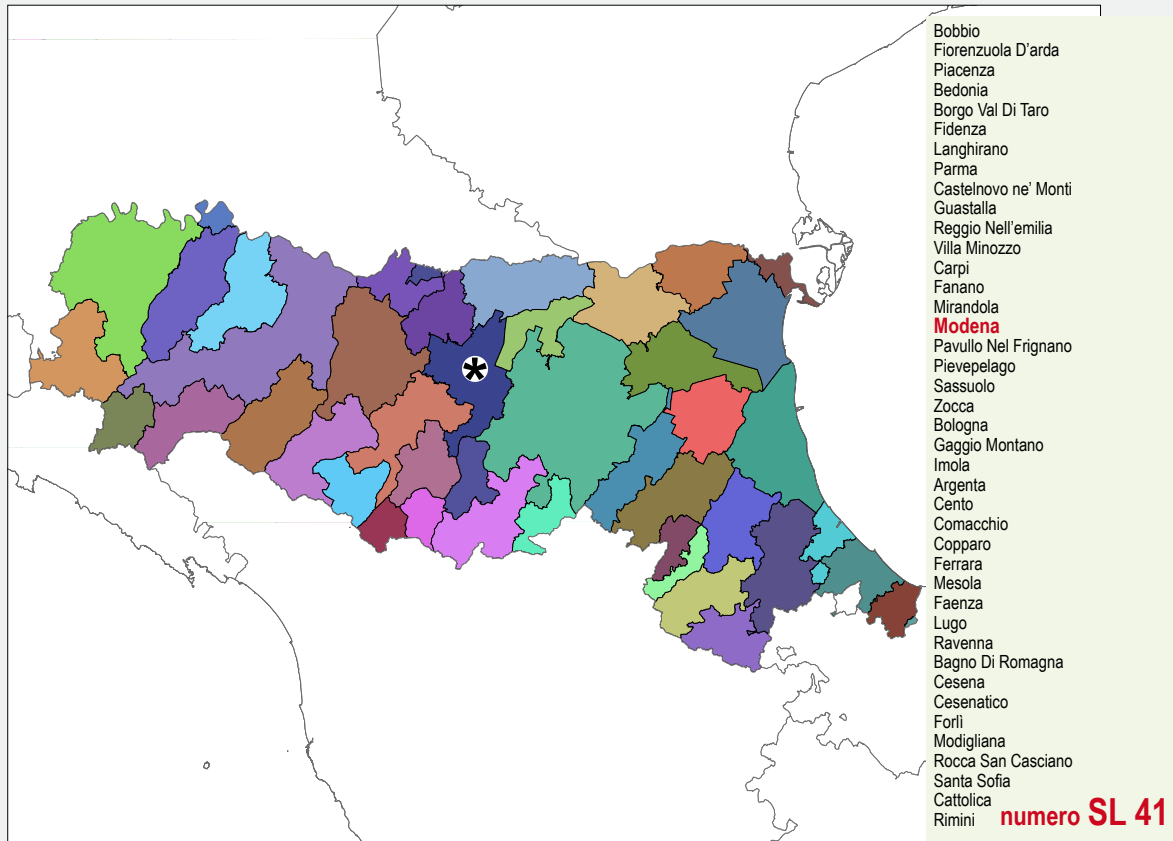 Bobbio
Fiorenzuola D'arda
Piacenza
Bedonia
Borgo Val Di Taro
Fidenza
Langhirano
Parma
Castelnovo ne' Monti
Guastalla
Reggio Nell'emilia
Villa Minozzo
Carpi
Fanano
Mirandola
Modena
Pavullo Nel Frignano
Pievepelago
Sassuolo
Zocca
Bologna
Gaggio Montano
Imola
Argenta
Cento
Comacchio
Copparo
Ferrara
Mesola
Faenza
Lugo
Ravenna
Bagno Di Romagna
Cesena
Cesenatico
Forlì
Modigliana
Rocca San Casciano
Santa Sofia
Cattolica
Rimini numero SL 41